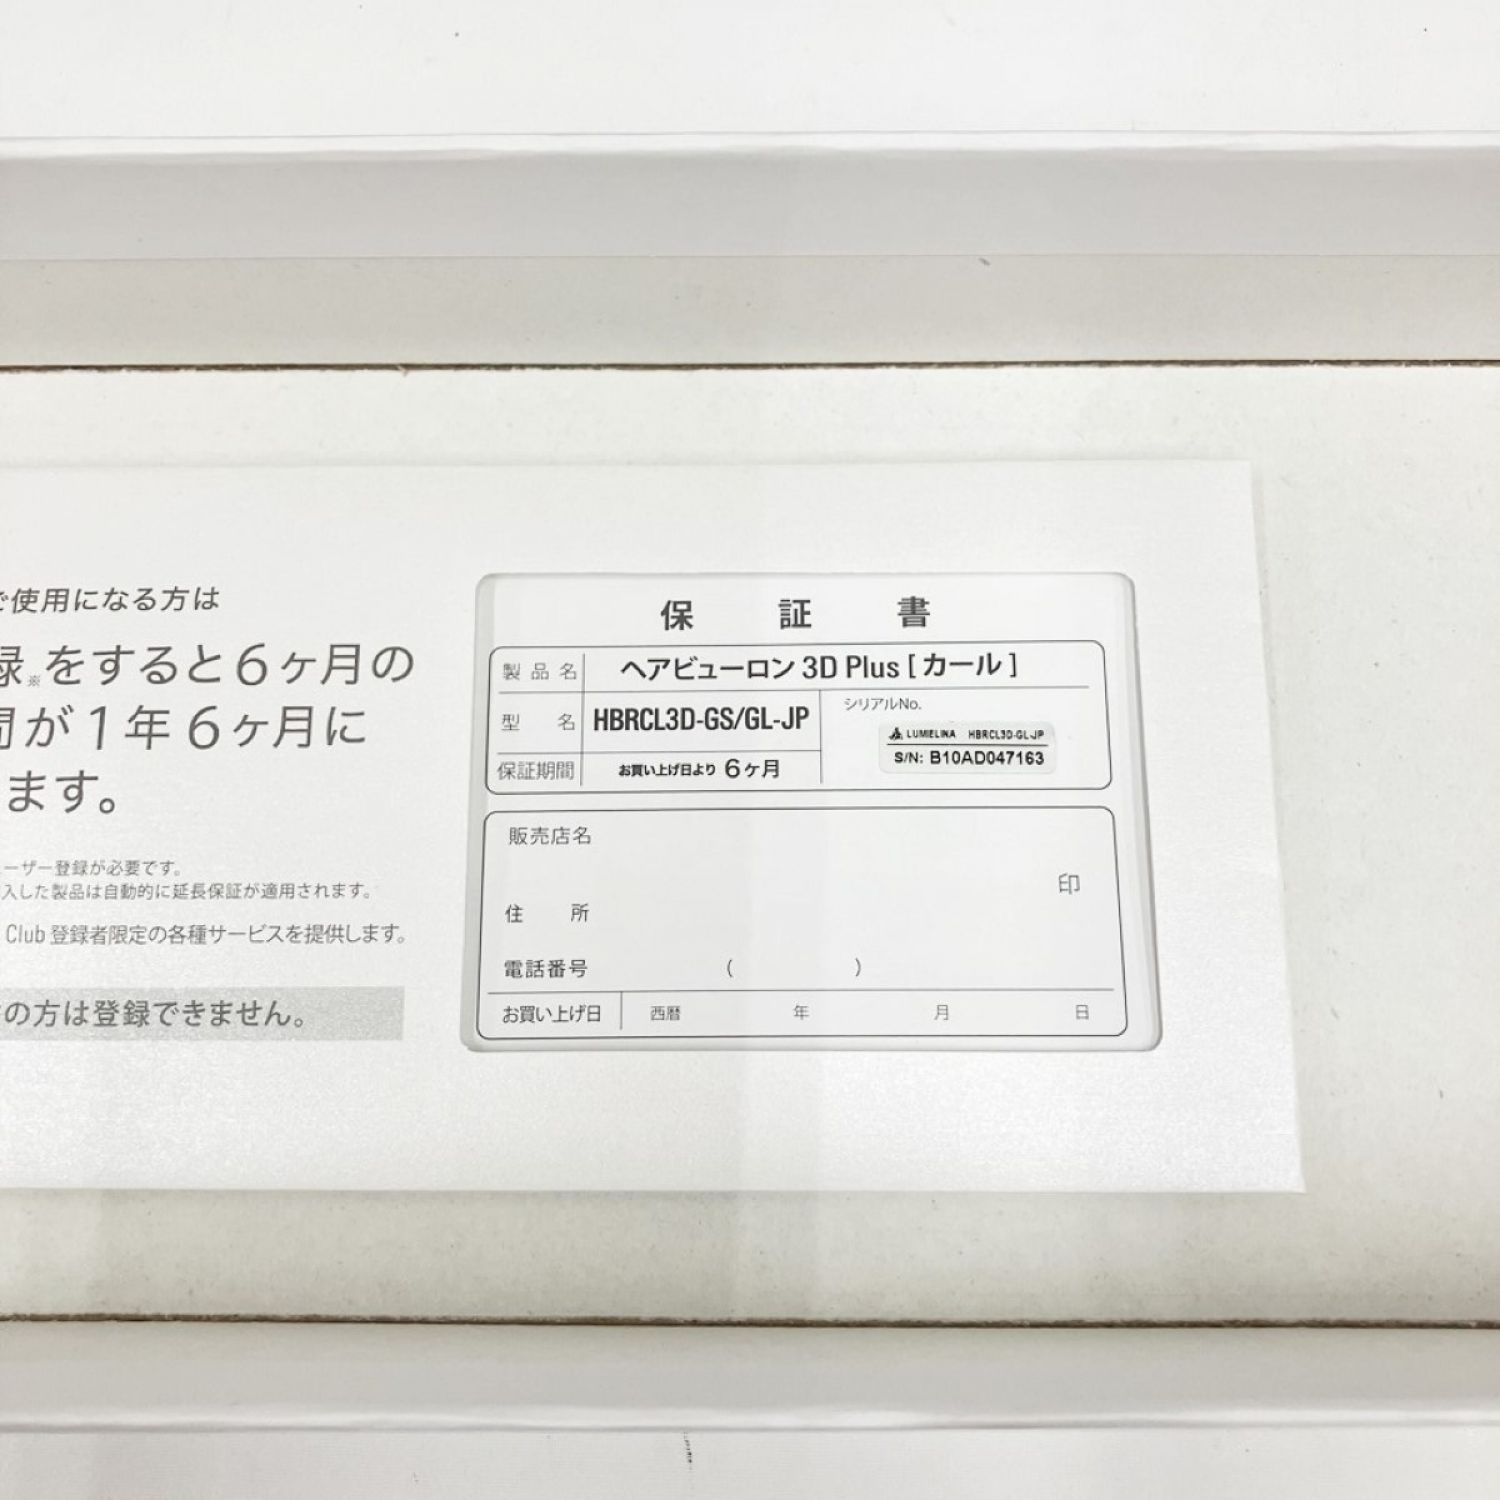 使用になる方は
録※をすると6ヶ月の
間が1年6ヶ月に
ます。
ーザー登録が必要です。
入した製品は自動的に延長保証が適用されます。
Club登録者限定の各種サービスを提供します。
の方は登録できません。
保証書
製品名 ヘアビューロン 3D Plus [カール]
型名 HBRCL3D-GS/GL-JP
シリアルNo.
LUMIELINA HBRCL3D-GL-JP
S/N: B10AD047163
保証期間 お買い上げ日より 6ヶ月
販売店名
印
住所
電話番号 ( )
お買い上げ日 西暦 年 月 日